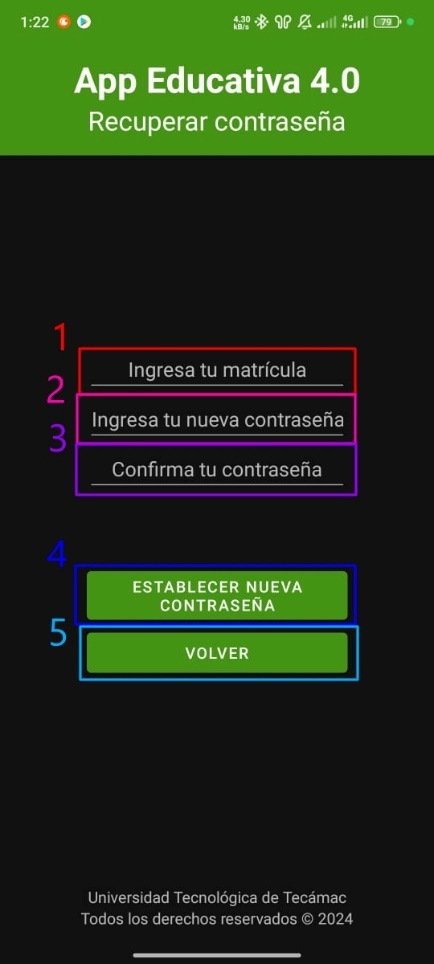 1:22
4.30 KB/s
4G
79
App Educativa 4.0
Recuperar contraseña
1
Ingresa tu matrícula
2
Ingresa tu nueva contraseña
3
Confirma tu contraseña
4
ESTABLECER NUEVA
CONTRASEÑA
5
VOLVER
Universidad Tecnológica de Tecámac
Todos los derechos reservados © 2024